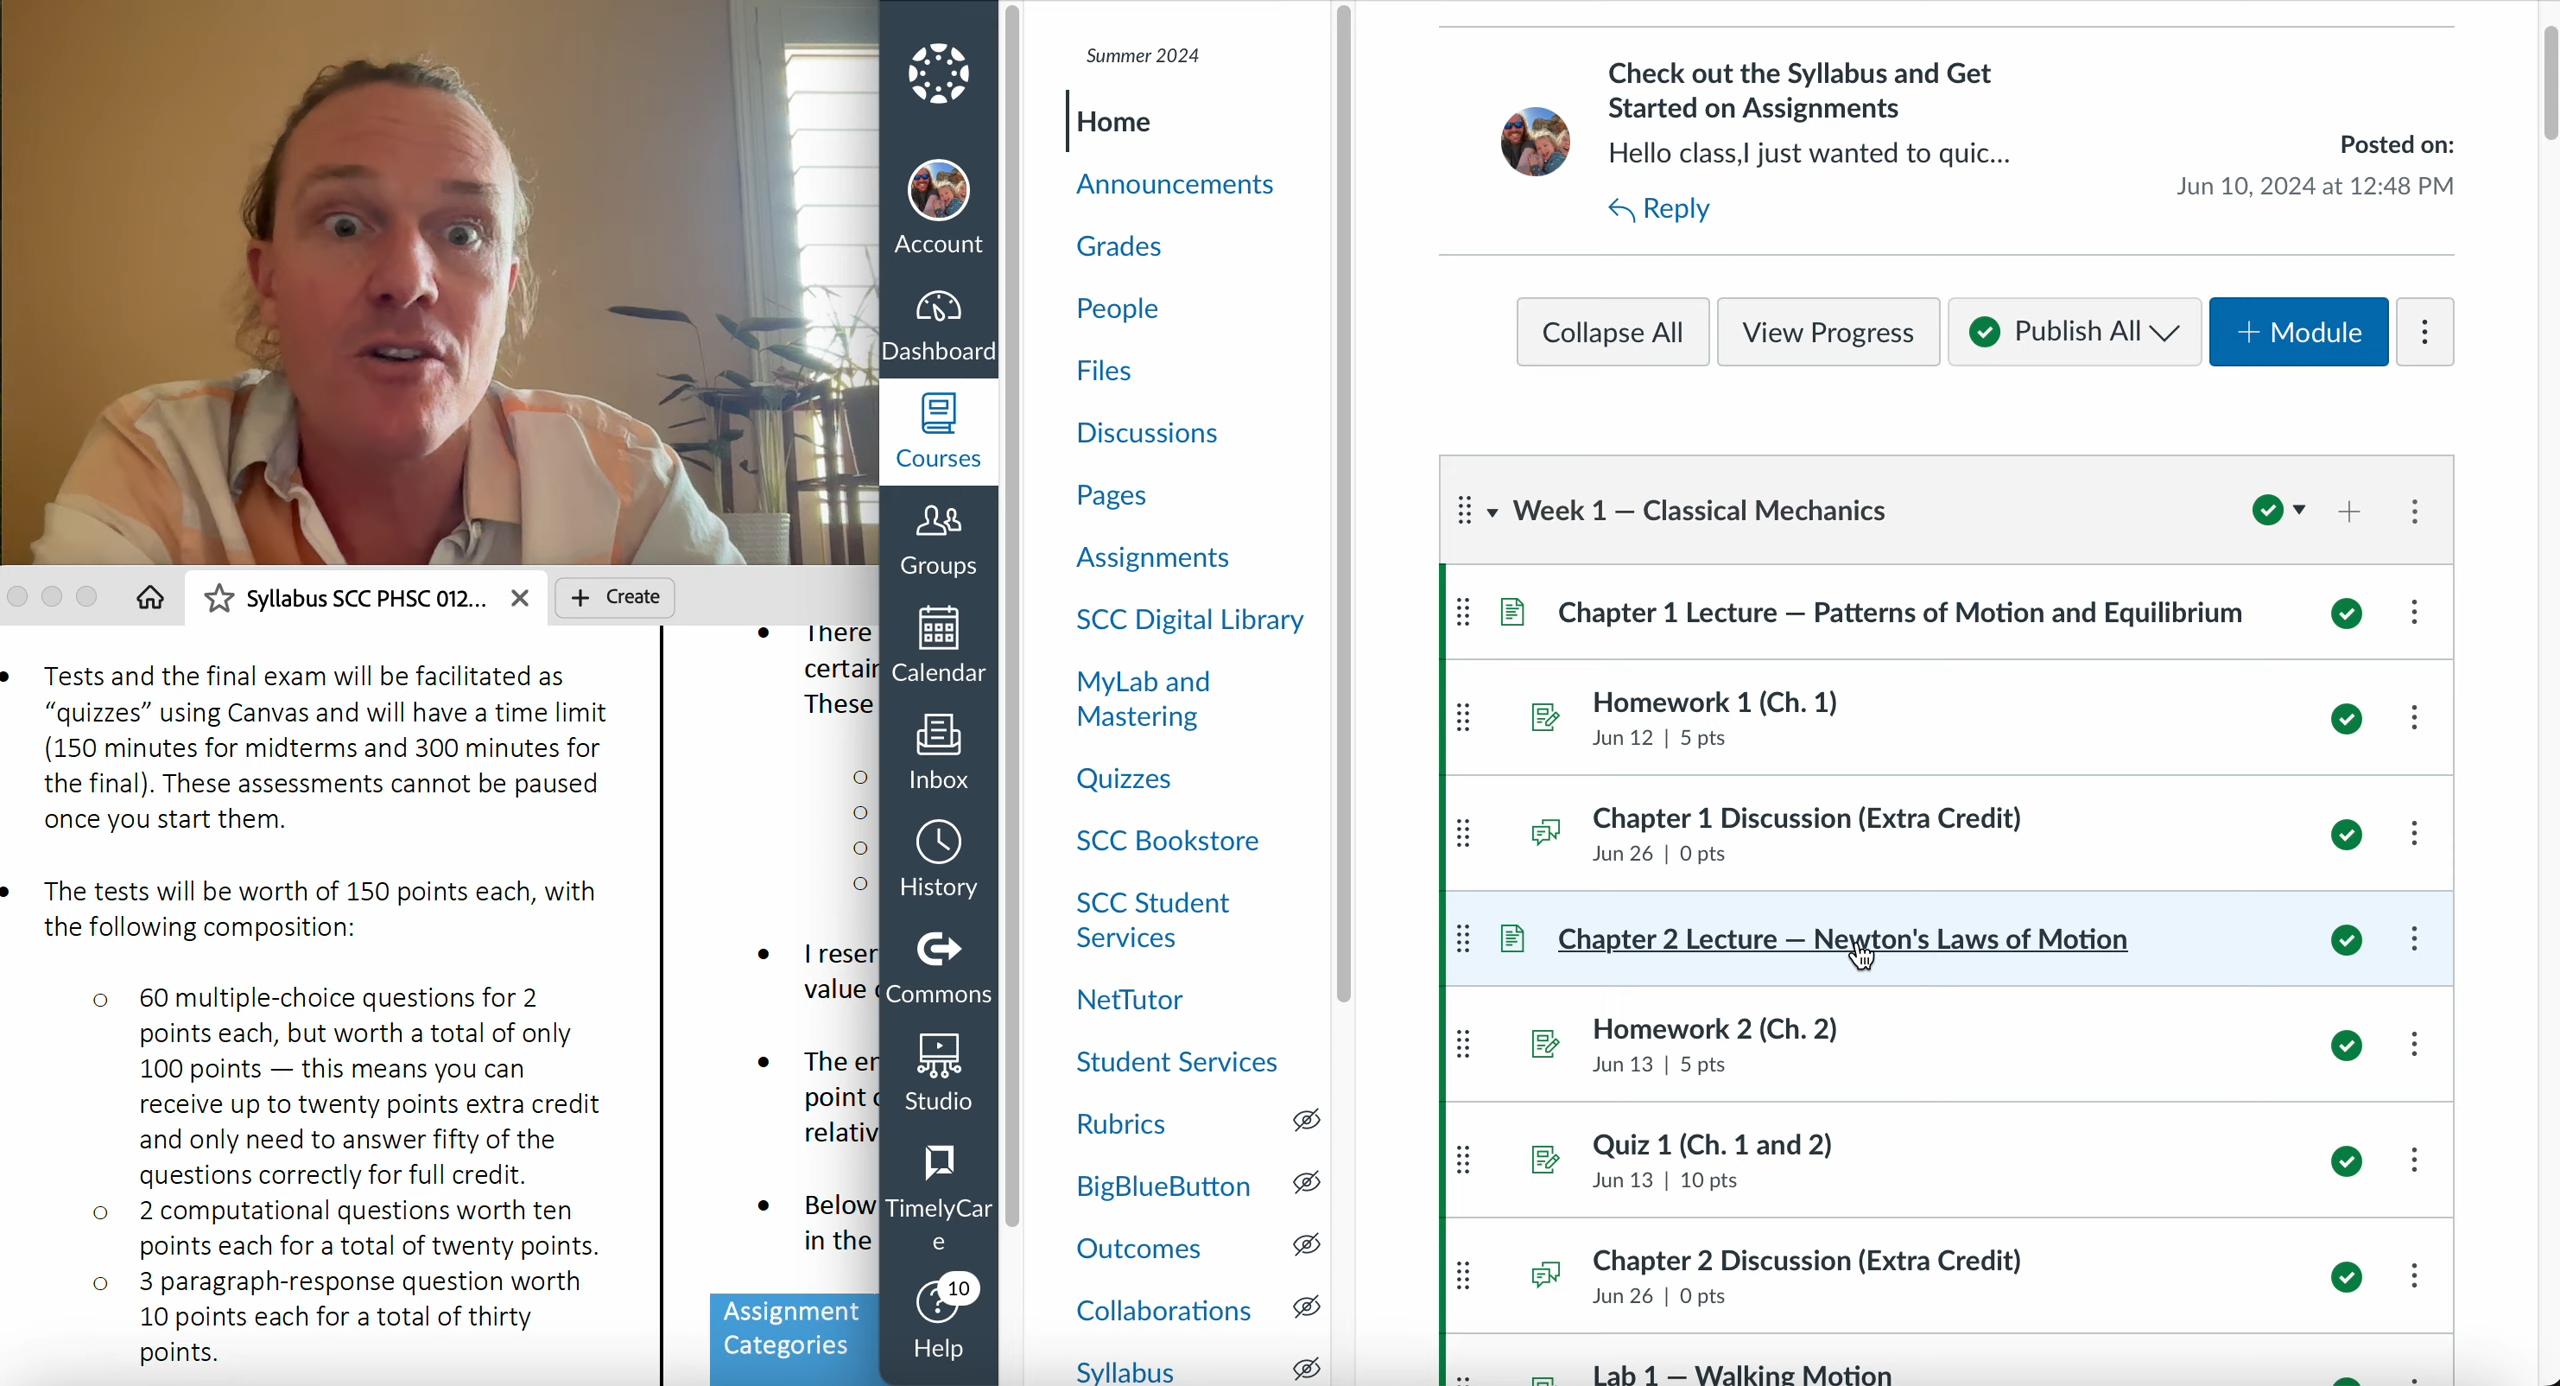 Syllabus SCC PHSC 012...
Create
Tests and the final exam will be facilitated as
“quizzes” using Canvas and will have a time limit
(150 minutes for midterms and 300 minutes for
the final). These assessments cannot be paused
once you start them.
The tests will be worth of 150 points each, with
the following composition:
60 multiple-choice questions for 2
points each, but worth a total of only
100 points — this means you can
receive up to twenty points extra credit
and only need to answer fifty of the
questions correctly for full credit.
2 computational questions worth ten
points each for a total of twenty points.
3 paragraph-response question worth
10 points each for a total of thirty
points.
There
These
I
value
The
point
Below
in the
Assignment
Categories
Account
Dashboard
Courses
Groups
Calendar
Inbox
History
Commons
Studio
TimelyCar
e
10
Help
Summer 2024
Home
Announcements
Grades
People
Files
Discussions
Pages
Assignments
SCC Digital Library
MyLab and
Mastering
Quizzes
SCC Bookstore
SCC Student
Services
NetTutor
Student Services
Rubrics
BigBlueButton
Outcomes
Collaborations
Syllabus
Check out the Syllabus and Get
Started on Assignments
Hello class,I just wanted to quic...
Reply
Posted on:
Jun 10, 2024 at 12:48 PM
Collapse All
View Progress
Publish All
+ Module
Week 1 — Classical Mechanics
Chapter 1 Lecture — Patterns of Motion and Equilibrium
Homework 1 (Ch. 1)
Jun 12 | 5 pts
Chapter 1 Discussion (Extra Credit)
Jun 26 | 0 pts
Chapter 2 Lecture — Newton's Laws of Motion
Homework 2 (Ch. 2)
Jun 13 | 5 pts
Quiz 1 (Ch. 1 and 2)
Jun 13 | 10 pts
Chapter 2 Discussion (Extra Credit)
Jun 26 | 0 pts
Lab 1 — Walking Motion